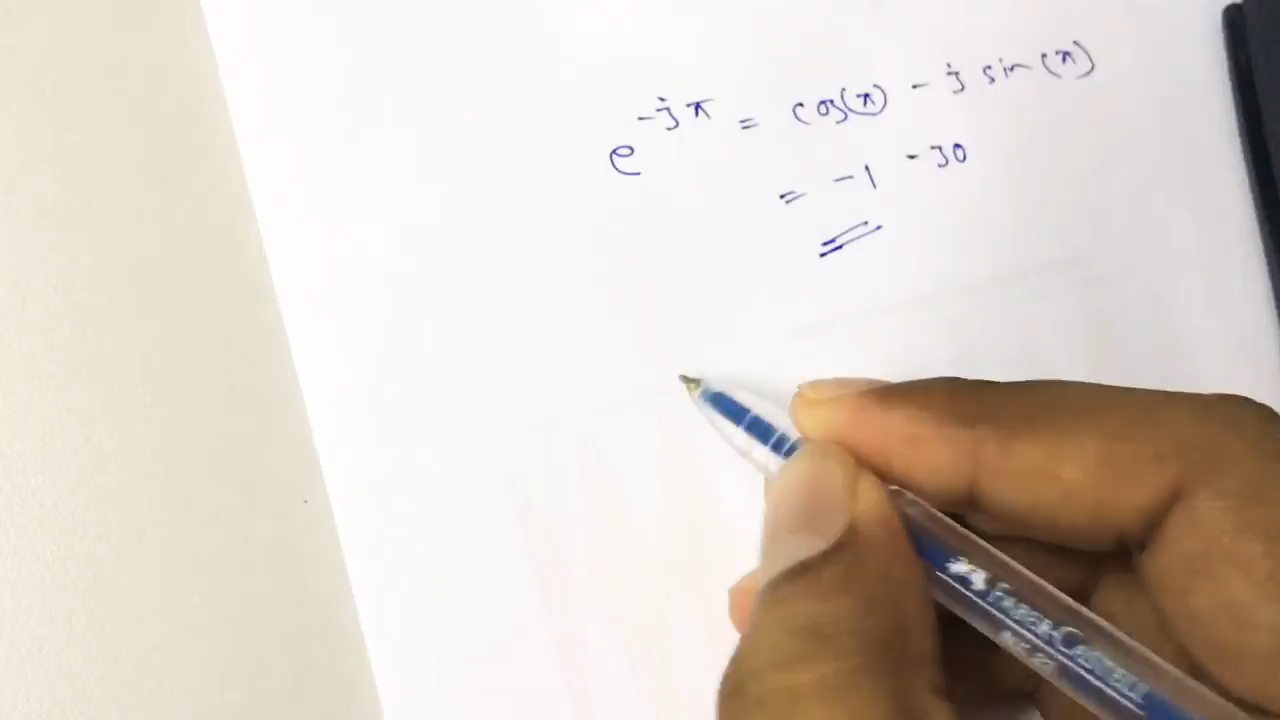 e^{-jπ} = cos(π) - j sin(π)
= -1 - j0